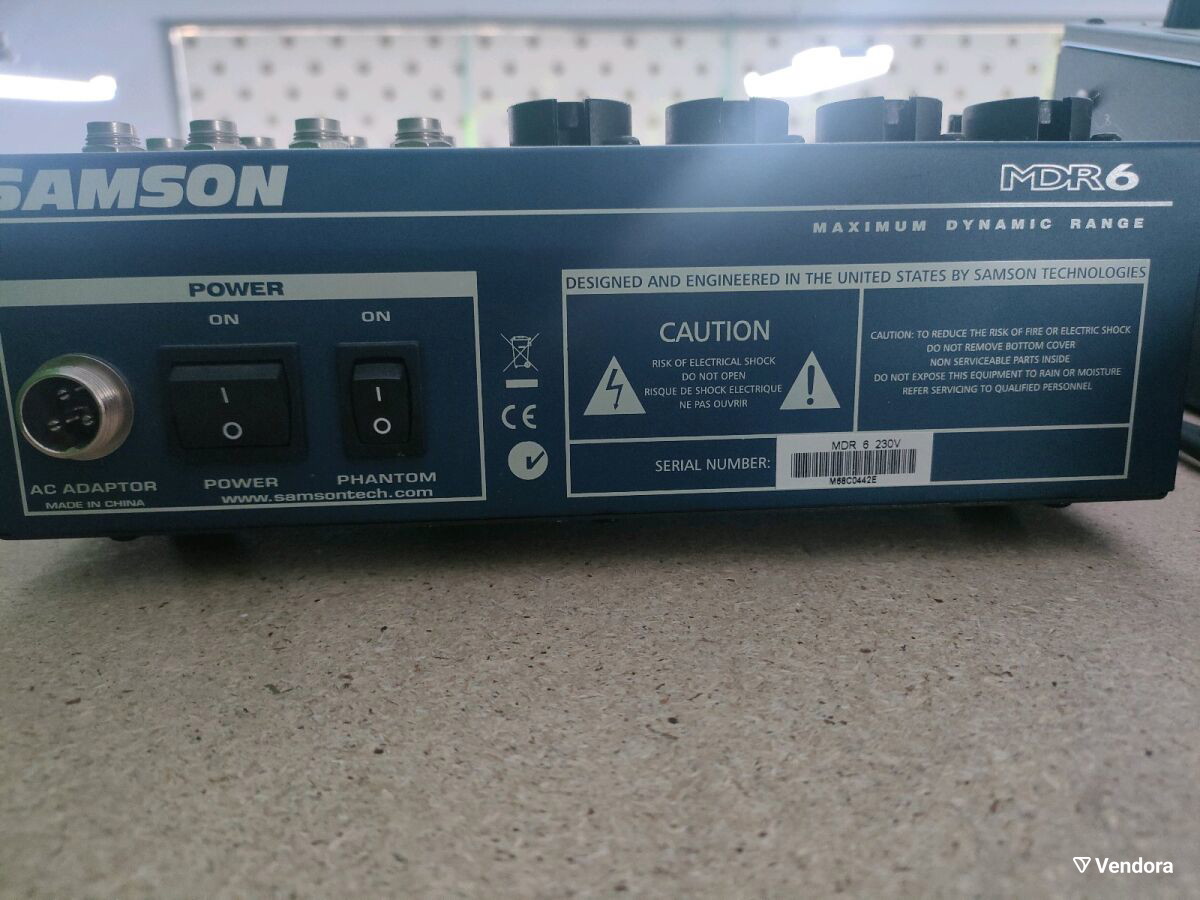 SAMSON
MDR6
MAXIMUM DYNAMIC RANGE
POWER
ON
ON
I
O
I
O
AC ADAPTOR
MADE IN CHINA
POWER
PHANTOM
www.samsontech.com
CE
DESIGNED AND ENGINEERED IN THE UNITED STATES BY SAMSON TECHNOLOGIES
CAUTION
RISK OF ELECTRICAL SHOCK
DO NOT OPEN
RISQUE DE SHOCK ELECTRIQUE
NE PAS OUVRIR
!
CAUTION: TO REDUCE THE RISK OF FIRE OR ELECTRIC SHOCK
DO NOT REMOVE BOTTOM COVER
NON SERVICEABLE PARTS INSIDE
DO NOT EXPOSE THIS EQUIPMENT TO RAIN OR MOISTURE
REFER SERVICING TO QUALIFIED PERSONNEL
SERIAL NUMBER:
MDR 6 230V
M68C0442E
Vendora